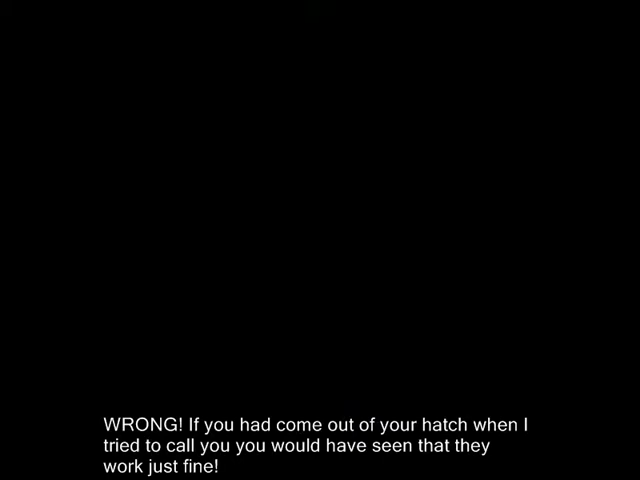 WRONG! If you had come out of your hatch when I
tried to call you you would have seen that they
work just fine!